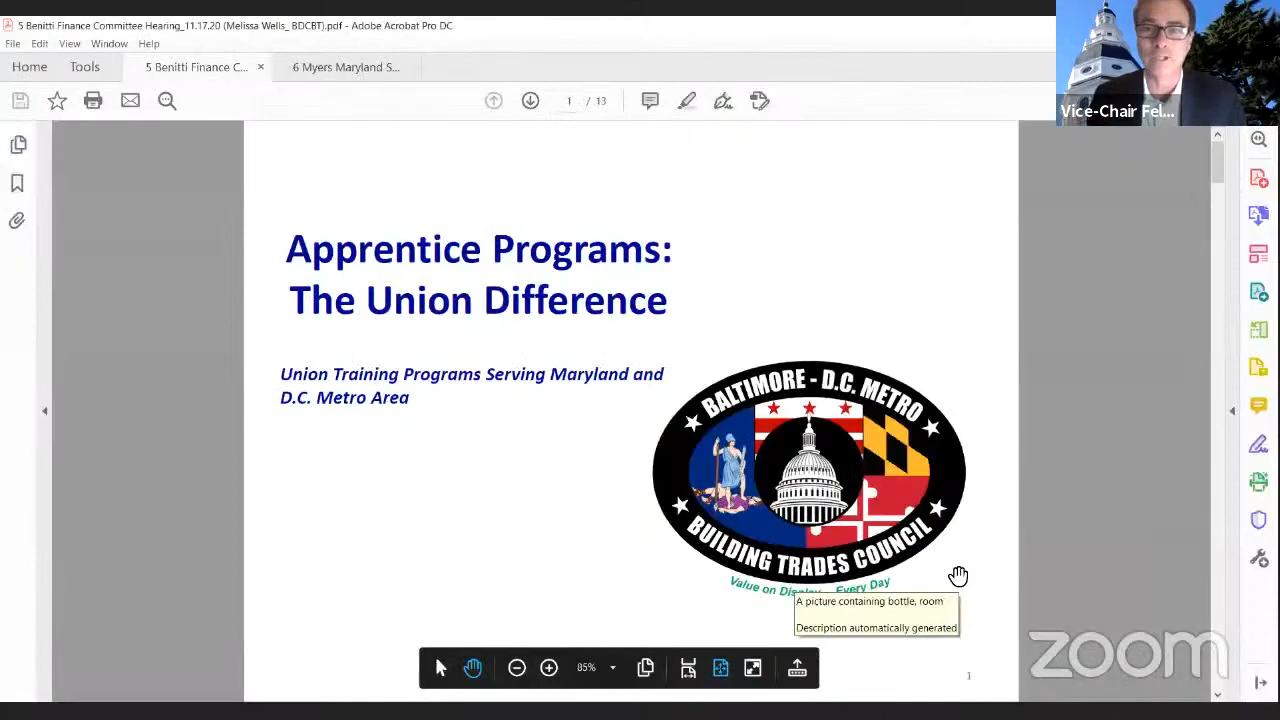 5 Benitti Finance Committee Hearing_11.17.20 (Melissa Wells_ BDCBT).pdf - Adobe Acrobat Pro DC
File Edit View Window Help
Home Tools 5 Benitti Finance C... × 6 Myers Maryland S...
1 / 13
Vice-Chair Fel...
Apprentice Programs:
The Union Difference
Union Training Programs Serving Maryland and
D.C. Metro Area
BALTIMORE - D.C. METRO
BUILDING TRADES COUNCIL
Value on Display Every Day
A picture containing bottle, room
Description automatically generated
85%
1
zoom